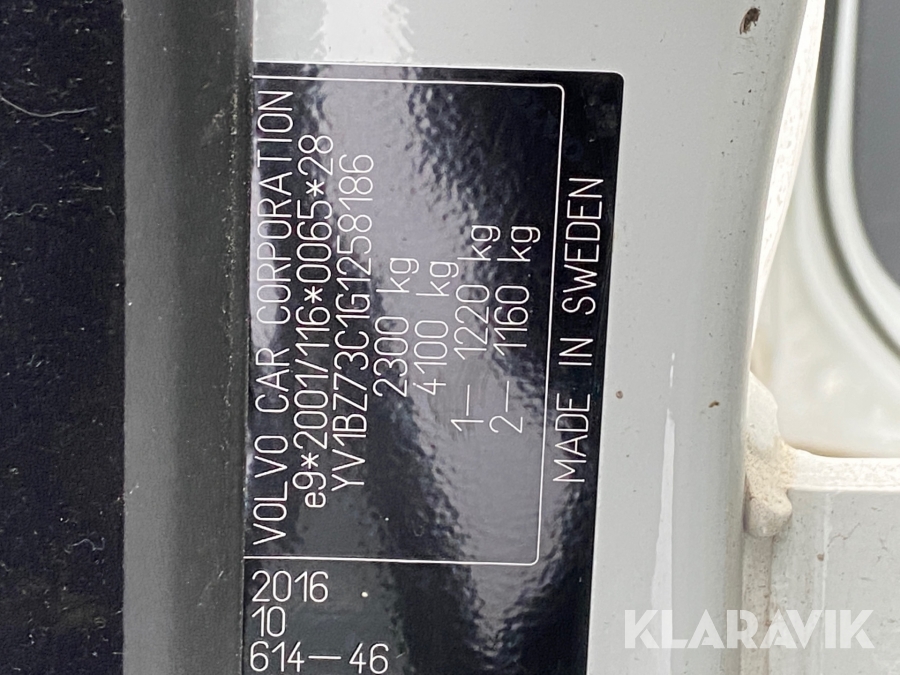 VOLVO CAR CORPORATION
e9*2001/116*0065*28
YV1BZ73C1G1258186
2300 kg
4100 kg
1— 1220 kg
2— 1160 kg
MADE IN SWEDEN
2016
10
614—46
KLARAVIK